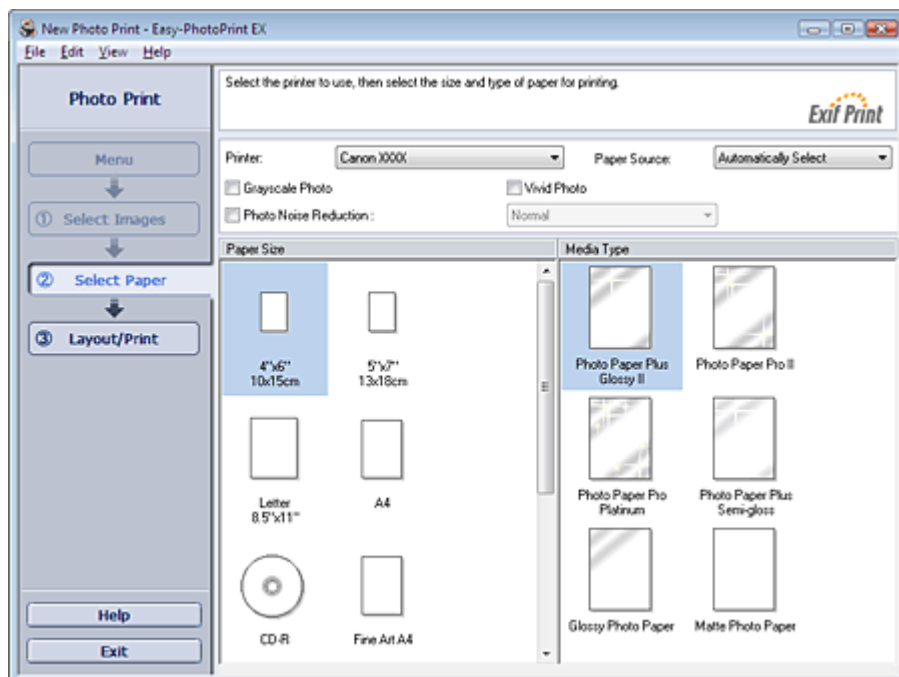 New Photo Print - Easy-PhotoPrint EX
File Edit View Help
Photo Print
Menu
① Select Images
② Select Paper
③ Layout/Print
Help
Exit
Select the printer to use, then select the size and type of paper for printing.
Exif Print
Printer: Canon XXXX Paper Source: Automatically Select
Grayscale Photo Vivid Photo
Photo Noise Reduction : Normal
Paper Size
4"x6"
10x15cm
5"x7"
13x18cm
Letter
8.5"x11"
A4
CD-R
Fine Art A4
Media Type
Photo Paper Plus
Glossy II
Photo Paper Pro II
Photo Paper Pro
Platinum
Photo Paper Plus
Semi-gloss
Glossy Photo Paper
Matte Photo Paper